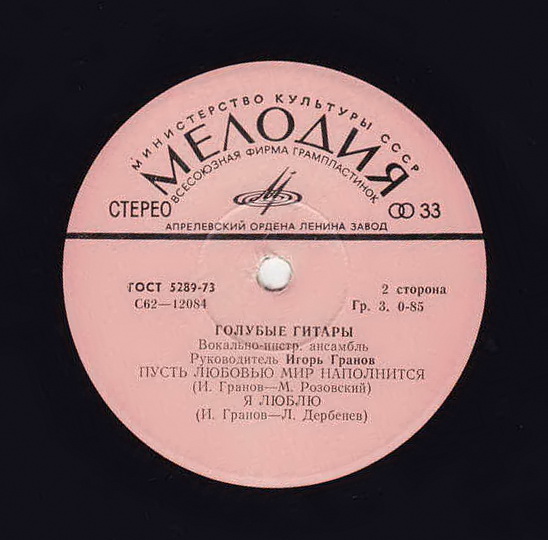 МИНИСТЕРСТВО КУЛЬТУРЫ СССР
МЕЛОДИЯ
ВСЕСОЮЗНАЯ ФИРМА ГРАМПЛАСТИНОК
СТЕРЕО 33
АПРЕЛЕВСКИЙ ОРДЕНА ЛЕНИНА ЗАВОД
ГОСТ 5289-73 2 сторона
С62—12084 Гр. 3. 0-85
ГОЛУБЫЕ ГИТАРЫ
Вокально-инстр. ансамбль
Руководитель Игорь Гранов
ПУСТЬ ЛЮБОВЬЮ МИР НАПОЛНИТСЯ
(И. Гранов—М. Розовский)
Я ЛЮБЛЮ
(И. Гранов—Л. Дербенев)